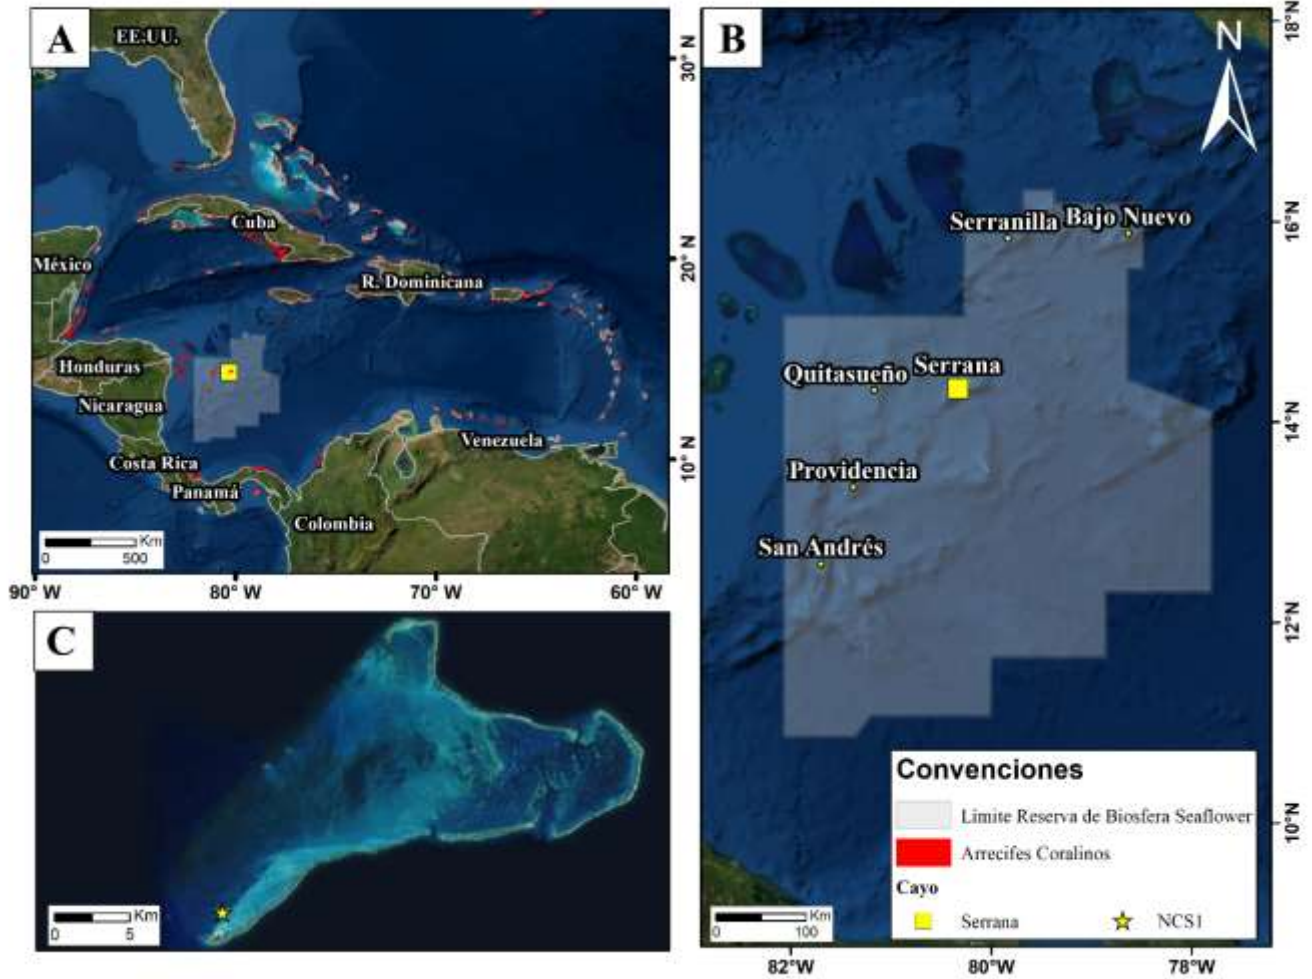 A
EE.UU.
Cuba
México
R. Dominicana
Honduras
Nicaragua
Costa Rica
Panamá
Venezuela
Colombia
Km
0 500
30° N
20° N
10° N
90° W 80° W 70° W 60° W
B
N
Serranilla Bajo Nuevo
Quitasueño Serrana
Providencia
San Andrés
18°N
16°N
14°N
12°N
10°N
Convenciones
Limite Reserva de Biosfera Seaflower
Arrecifes Coralinos
Cayo
Serrana NCS1
Km
0 100
82°W 80°W 78°W
C
Km
0 5